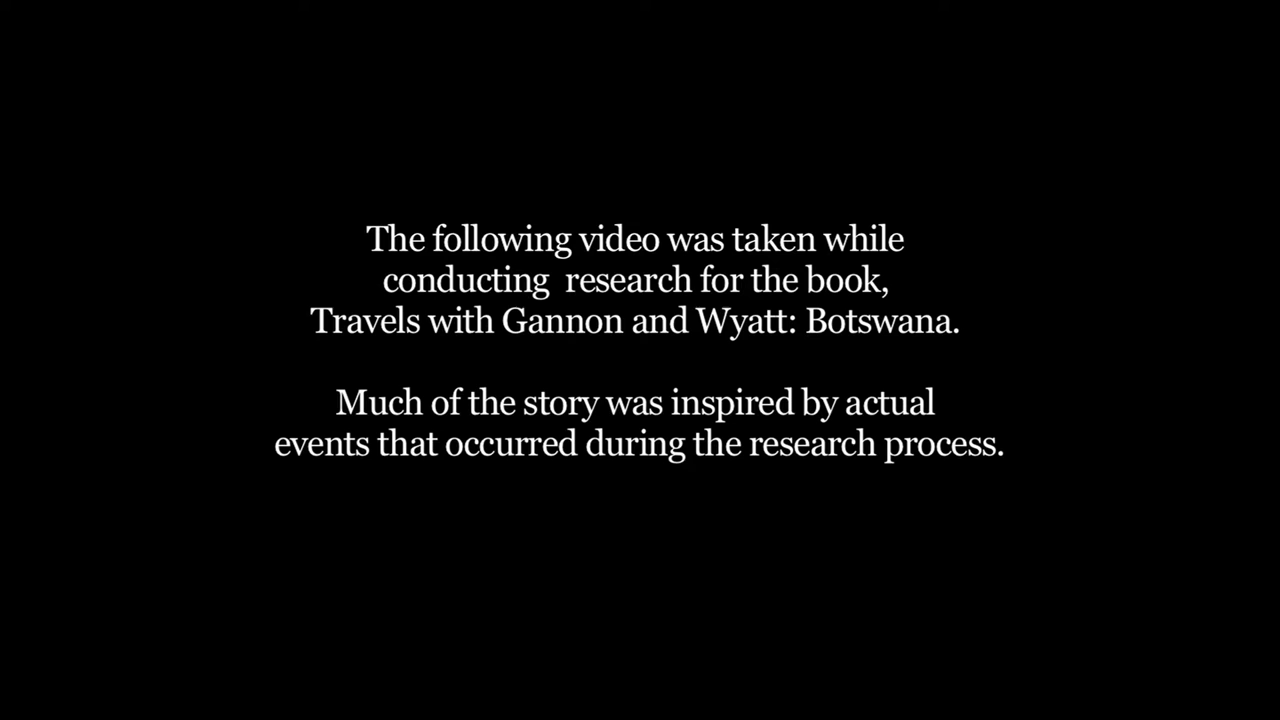 The following video was taken while
conducting  research for the book,
Travels with Gannon and Wyatt: Botswana.
Much of the story was inspired by actual
events that occurred during the research process.